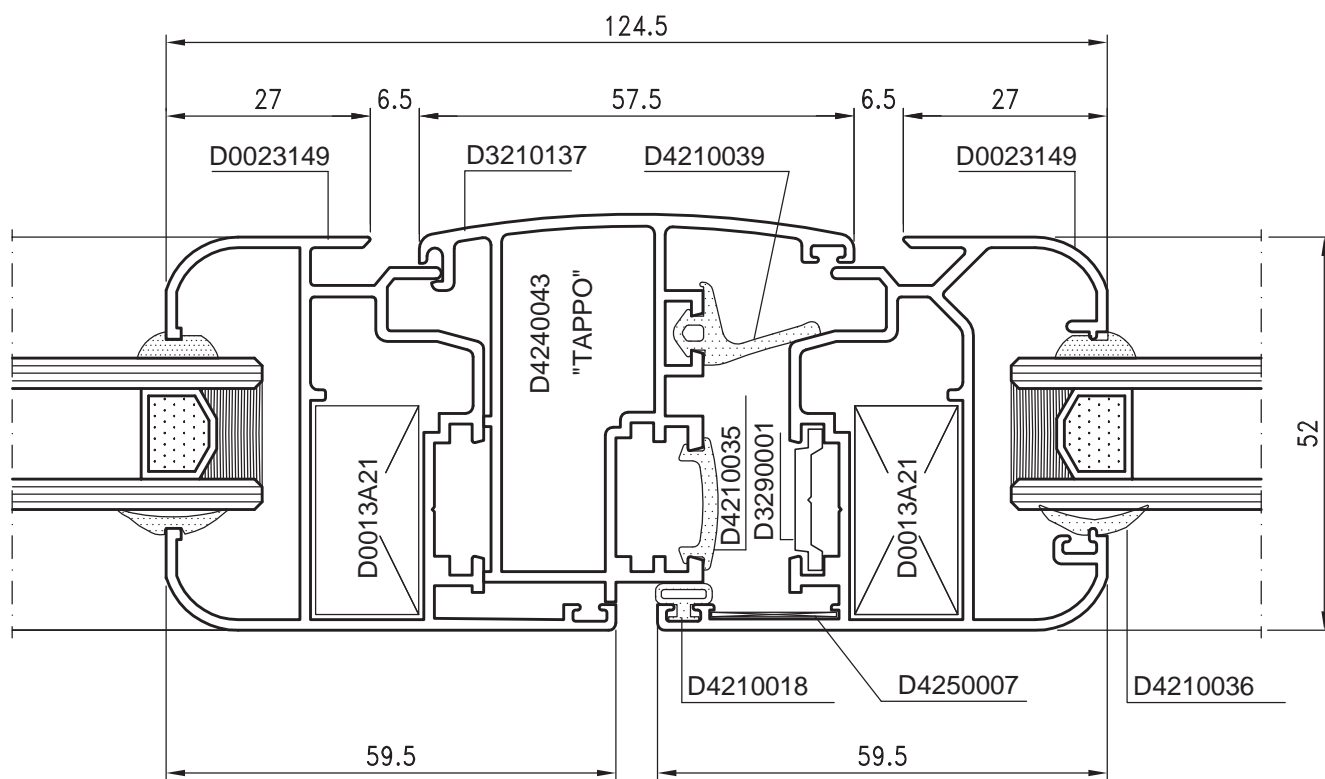 124.5
27
6.5
57.5
6.5
27
D0023149
D3210137
D4210039
D0023149
D4240043
"TAPPO"
52
D0013A21
D4210035
D3290001
D0013A21
D4210018
D4250007
D4210036
59.5
59.5